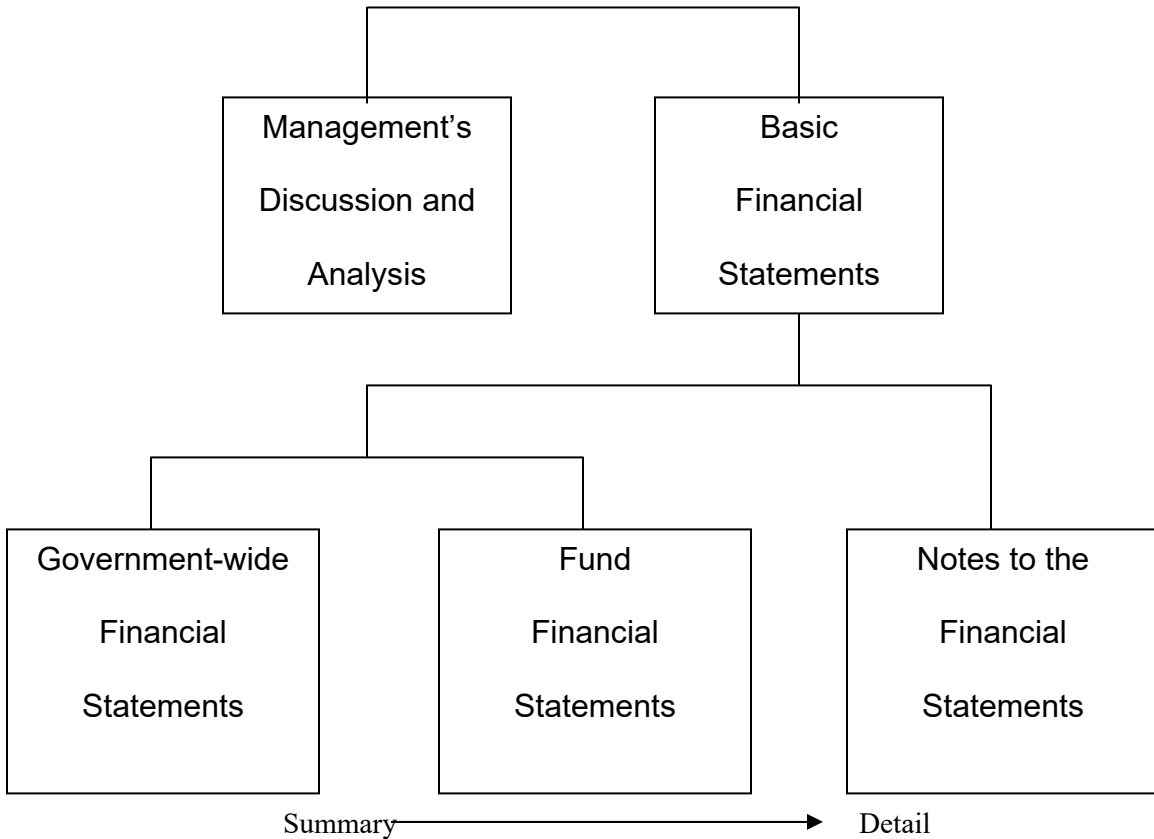 Management’s
Discussion and
Analysis
Basic
Financial
Statements
Government-wide
Financial
Statements
Fund
Financial
Statements
Notes to the
Financial
Statements
Summary
Detail